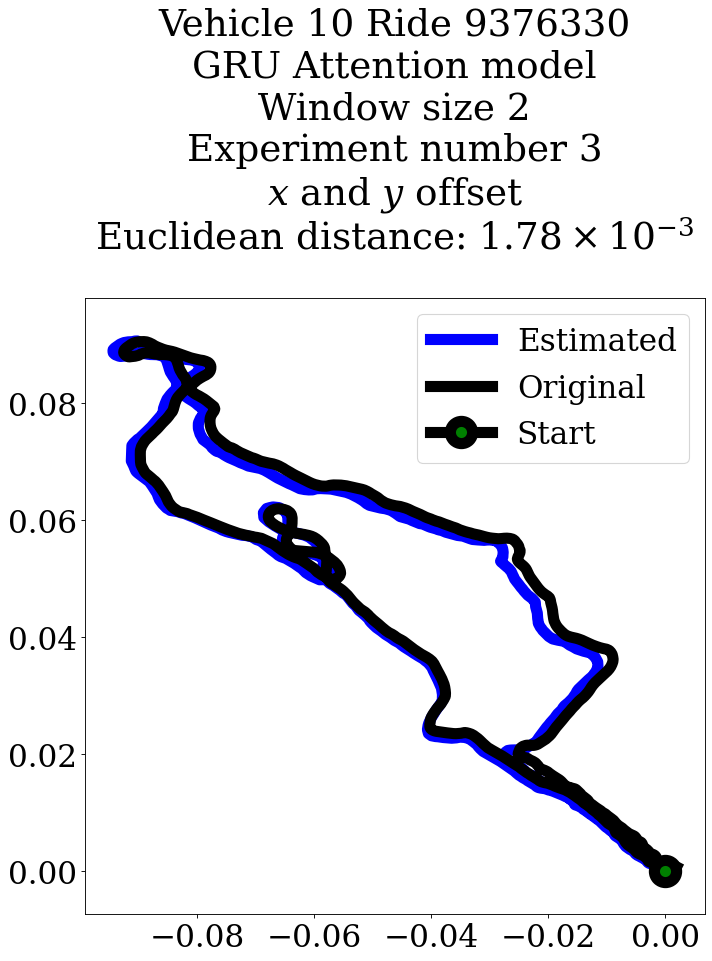 Vehicle 10 Ride 9376330
GRU Attention model
Window size 2
Experiment number 3
x and y offset
Euclidean distance: 1.78 × 10⁻³
Estimated
Original
Start
0.08
0.06
0.04
0.02
0.00
−0.08 −0.06 −0.04 −0.02 0.00